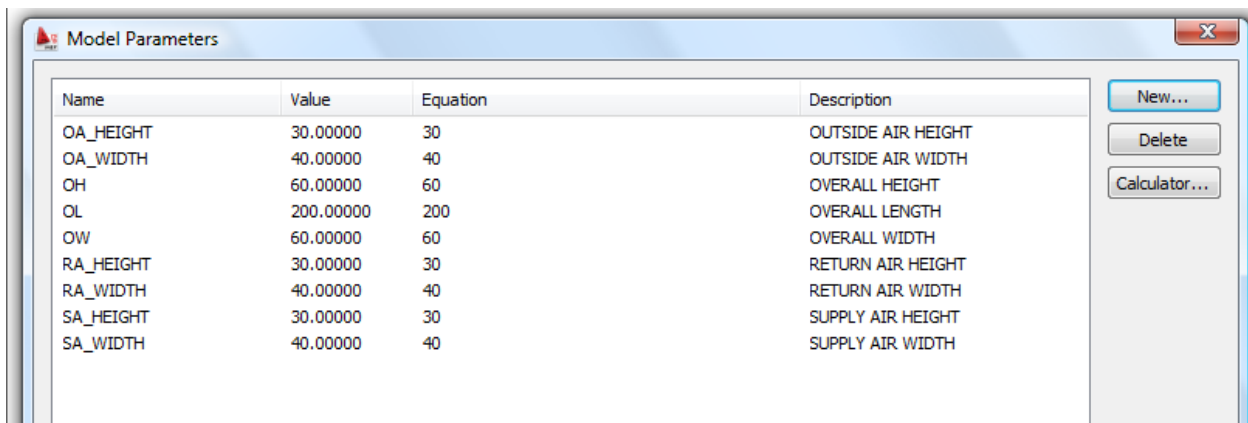 Model Parameters
Name Value Equation Description
OA_HEIGHT 30.00000 30 OUTSIDE AIR HEIGHT
OA_WIDTH 40.00000 40 OUTSIDE AIR WIDTH
OH 60.00000 60 OVERALL HEIGHT
OL 200.00000 200 OVERALL LENGTH
OW 60.00000 60 OVERALL WIDTH
RA_HEIGHT 30.00000 30 RETURN AIR HEIGHT
RA_WIDTH 40.00000 40 RETURN AIR WIDTH
SA_HEIGHT 30.00000 30 SUPPLY AIR HEIGHT
SA_WIDTH 40.00000 40 SUPPLY AIR WIDTH
New...
Delete
Calculator...